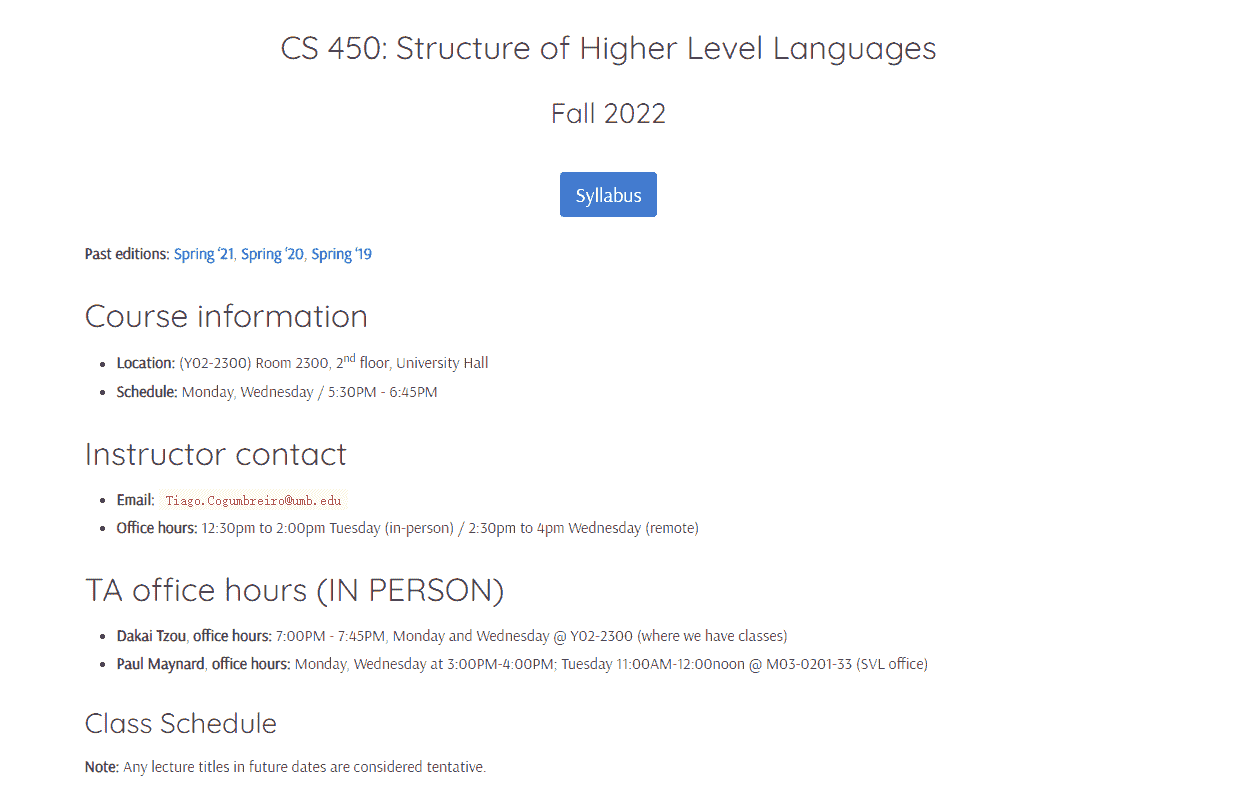 CS 450: Structure of Higher Level Languages
Fall 2022
Syllabus
Past editions: Spring ‘21, Spring ‘20, Spring ‘19
Course information
Location: (Y02-2300) Room 2300, 2nd floor, University Hall
Schedule: Monday, Wednesday / 5:30PM - 6:45PM
Instructor contact
Email: Tiago.Cogumbreiro@umb.edu
Office hours: 12:30pm to 2:00pm Tuesday (in-person) / 2:30pm to 4pm Wednesday (remote)
TA office hours (IN PERSON)
Dakai Tzou, office hours: 7:00PM - 7:45PM, Monday and Wednesday @ Y02-2300 (where we have classes)
Paul Maynard, office hours: Monday, Wednesday at 3:00PM-4:00PM; Tuesday 11:00AM-12:00noon @ M03-0201-33 (SVL office)
Class Schedule
Note: Any lecture titles in future dates are considered tentative.